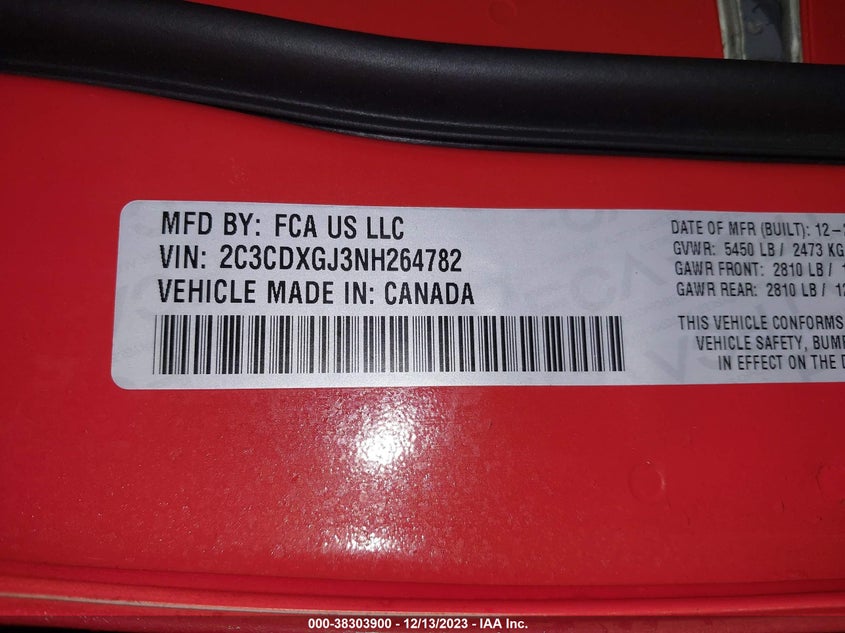 MFD BY: FCA US LLC
VIN: 2C3CDXGJ3NH264782
VEHICLE MADE IN: CANADA
DATE OF MFR (BUILT): 12-
GVWR: 5450 LB / 2473 KG
GAWR FRONT: 2810 LB /
GAWR REAR: 2810 LB /
THIS VEHICLE CONFORMS
VEHICLE SAFETY, BUMP
IN EFFECT ON THE
000-38303900 - 12/13/2023 - IAA Inc.